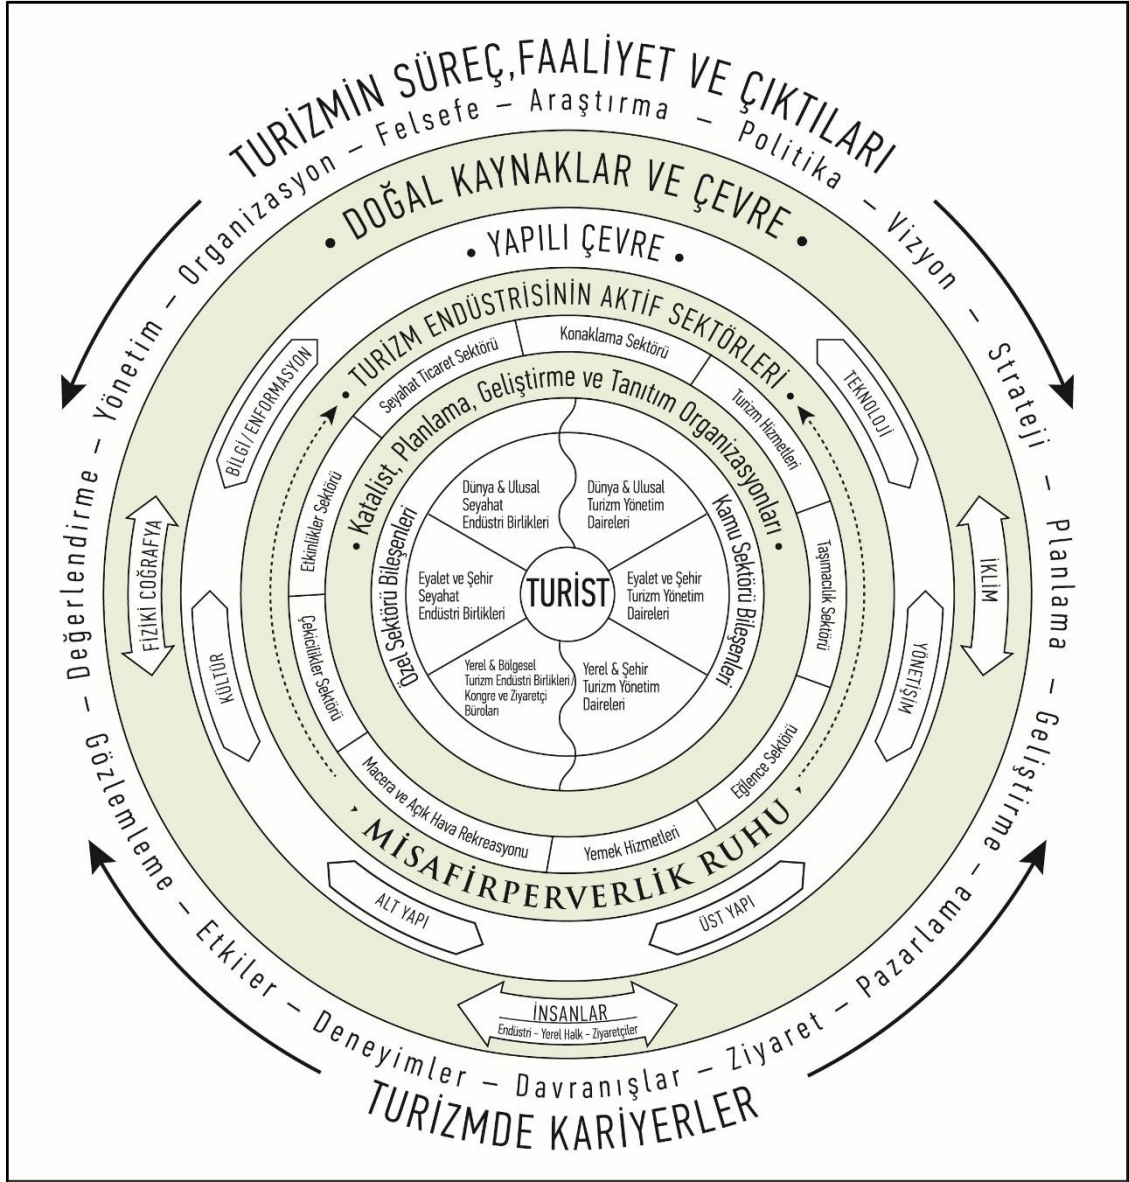 TURİZMİN SÜREÇ,FAALİYET VE ÇIKTILARI
Değerlendirme – Yönetim – Organizasyon – Felsefe – Araştırma – Politika – Vizyon – Strateji – Planlama – Geliştirme – Pazarlama – Ziyaret – Davranışlar – Deneyimler – Etkiler – Gözlemleme –
• DOĞAL KAYNAKLAR VE ÇEVRE •
• YAPILI ÇEVRE •
• TURİZM ENDÜSTRİSİNİN AKTİF SEKTÖRLERİ •
BİLGİ/ENFORMASYON
TEKNOLOJİ
Seyahat Ticaret Sektörü
Konaklama Sektörü
Turizm Hizmetleri
Taşımacılık Sektörü
Eğlence Sektörü
Yemek Hizmetleri
Macera ve Açık Hava Rekreasyonu
Çekicilikler Sektörü
Etkinlikler Sektörü
• Katalist, Planlama, Geliştirme ve Tanıtım Organizasyonları •
Özel Sektörü Bileşenleri
Kamu Sektörü Bileşenleri
Dünya & Ulusal
Seyahat
Endüstri Birlikleri
Dünya & Ulusal
Turizm Yönetim
Daireleri
Eyalet ve Şehir
Seyahat
Endüstri Birlikleri
TURİST
Eyalet ve Şehir
Turizm Yönetim
Daireleri
Yerel & Bölgesel
Turizm Endüstri Birlikleri/
Kongre ve Ziyaretçi
Büroları
Yerel & Şehir
Turizm Yönetim
Daireleri
FİZİKİ COĞRAFYA
İKLİM
KÜLTÜR
YÖNETİŞİM
MİSAFİRPERVERLİK RUHU
ALT YAPI
ÜST YAPI
İNSANLAR
Endüstri - Yerel Halk - Ziyaretçiler
TURİZMDE KARİYERLER